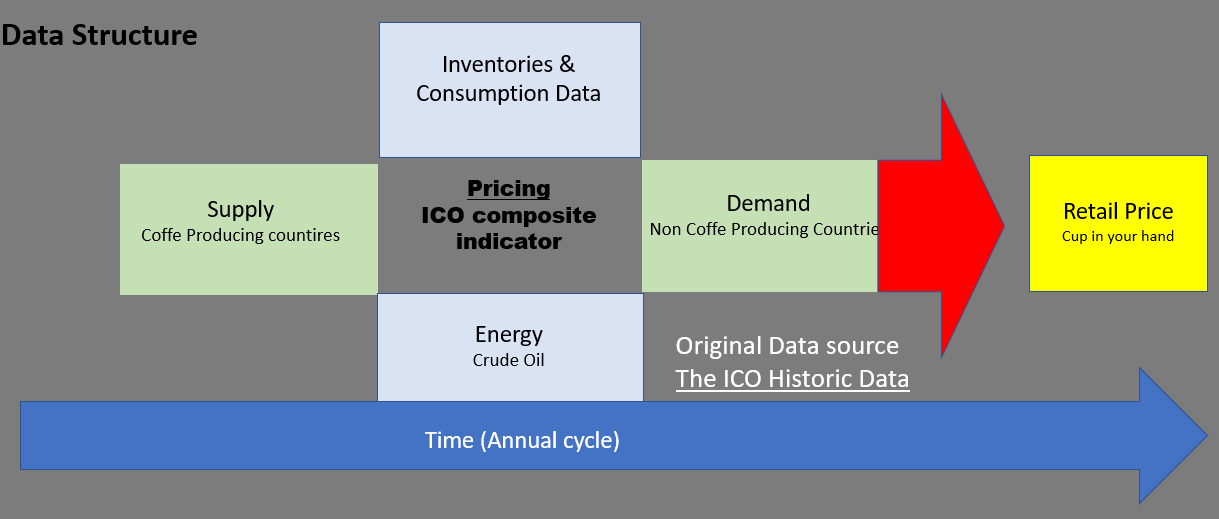 Data Structure
Inventories &
Consumption Data
Supply
Coffe Producing countires
Pricing
ICO composite
indicator
Demand
Non Coffe Producing Countrie
Retail Price
Cup in your hand
Energy
Crude Oil
Original Data source
The ICO Historic Data
Time (Annual cycle)